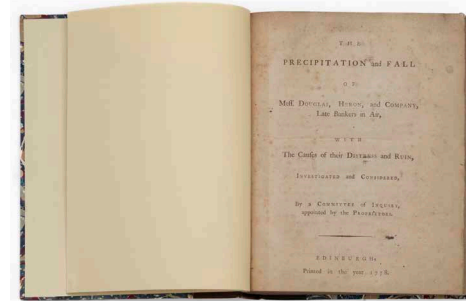 THE
PRECIPITATION and FALL
OF
Meſſ. DOUGLAS, HERON, and COMPANY,
Late Bankers in Air,
WITH
The Cauſes of their DISTRESS and RUIN,
INVESTIGATED and CONSIDERED,
By a COMMITTEE of INQUIRY,
appointed by the PROPRIETORS.
EDINBURGH:
Printed in the year 1778.